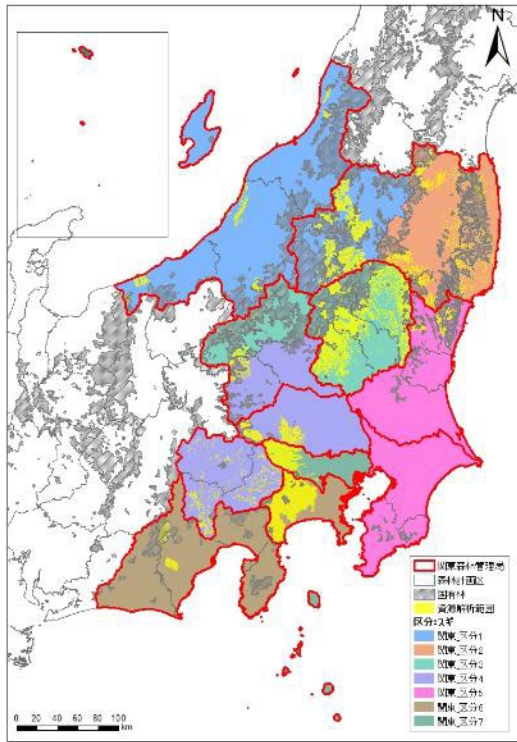 N
関東森林管理局
森林計画区
国有林
資源解析範囲
区分:スギ
関東_区分1
関東_区分2
関東_区分3
関東_区分4
関東_区分5
関東_区分6
関東_区分7
0 20 40 60 80 100
km